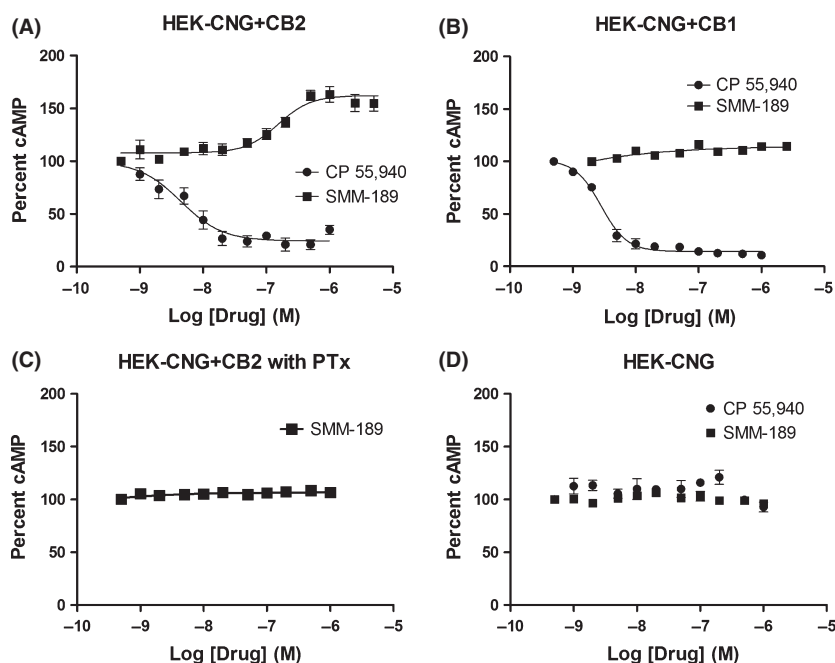 (A)
HEK-CNG+CB2
200
150
100
50
0
Percent cAMP
CP 55,940
SMM-189
–10
–9
–8
–7
–6
–5
Log [Drug] (M)
(B)
HEK-CNG+CB1
200
150
100
50
0
Percent cAMP
CP 55,940
SMM-189
–10
–9
–8
–7
–6
–5
Log [Drug] (M)
(C)
HEK-CNG+CB2 with PTx
200
150
100
50
0
Percent cAMP
SMM-189
–10
–9
–8
–7
–6
–5
Log [Drug] (M)
(D)
HEK-CNG
200
150
100
50
0
Percent cAMP
CP 55,940
SMM-189
–10
–9
–8
–7
–6
–5
Log [Drug] (M)